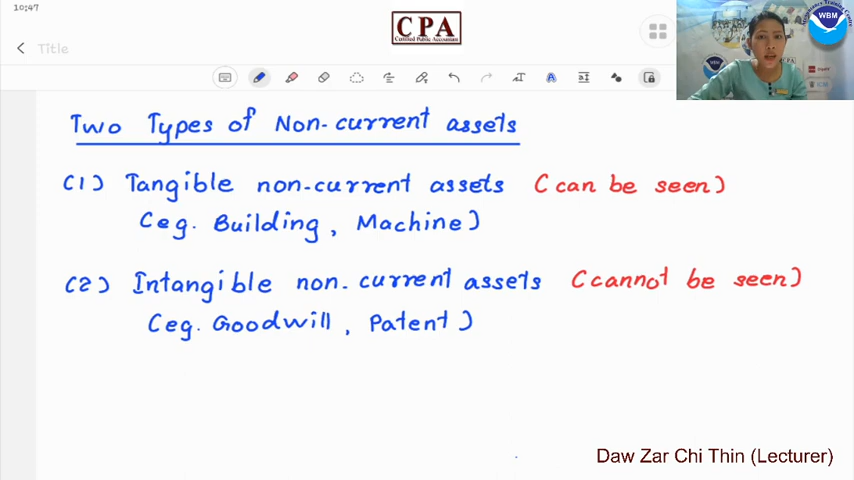 10:47
CPA
Certified Public Accountant
WBM
Title
Two Types of Non-current assets
(1) Tangible non-current assets (can be seen)
(eg. Building, Machine)
(2) Intangible non-current assets (cannot be seen)
(eg. Goodwill, Patent)
Daw Zar Chi Thin (Lecturer)